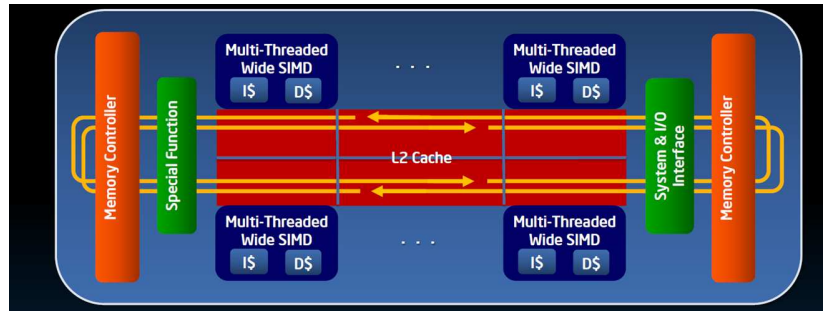 Memory Controller
Special Function
Multi-Threaded
Wide SIMD
I$ D$
. . .
Multi-Threaded
Wide SIMD
I$ D$
L2 Cache
System & I/O
Interface
Memory Controller
Multi-Threaded
Wide SIMD
I$ D$
. . .
Multi-Threaded
Wide SIMD
I$ D$